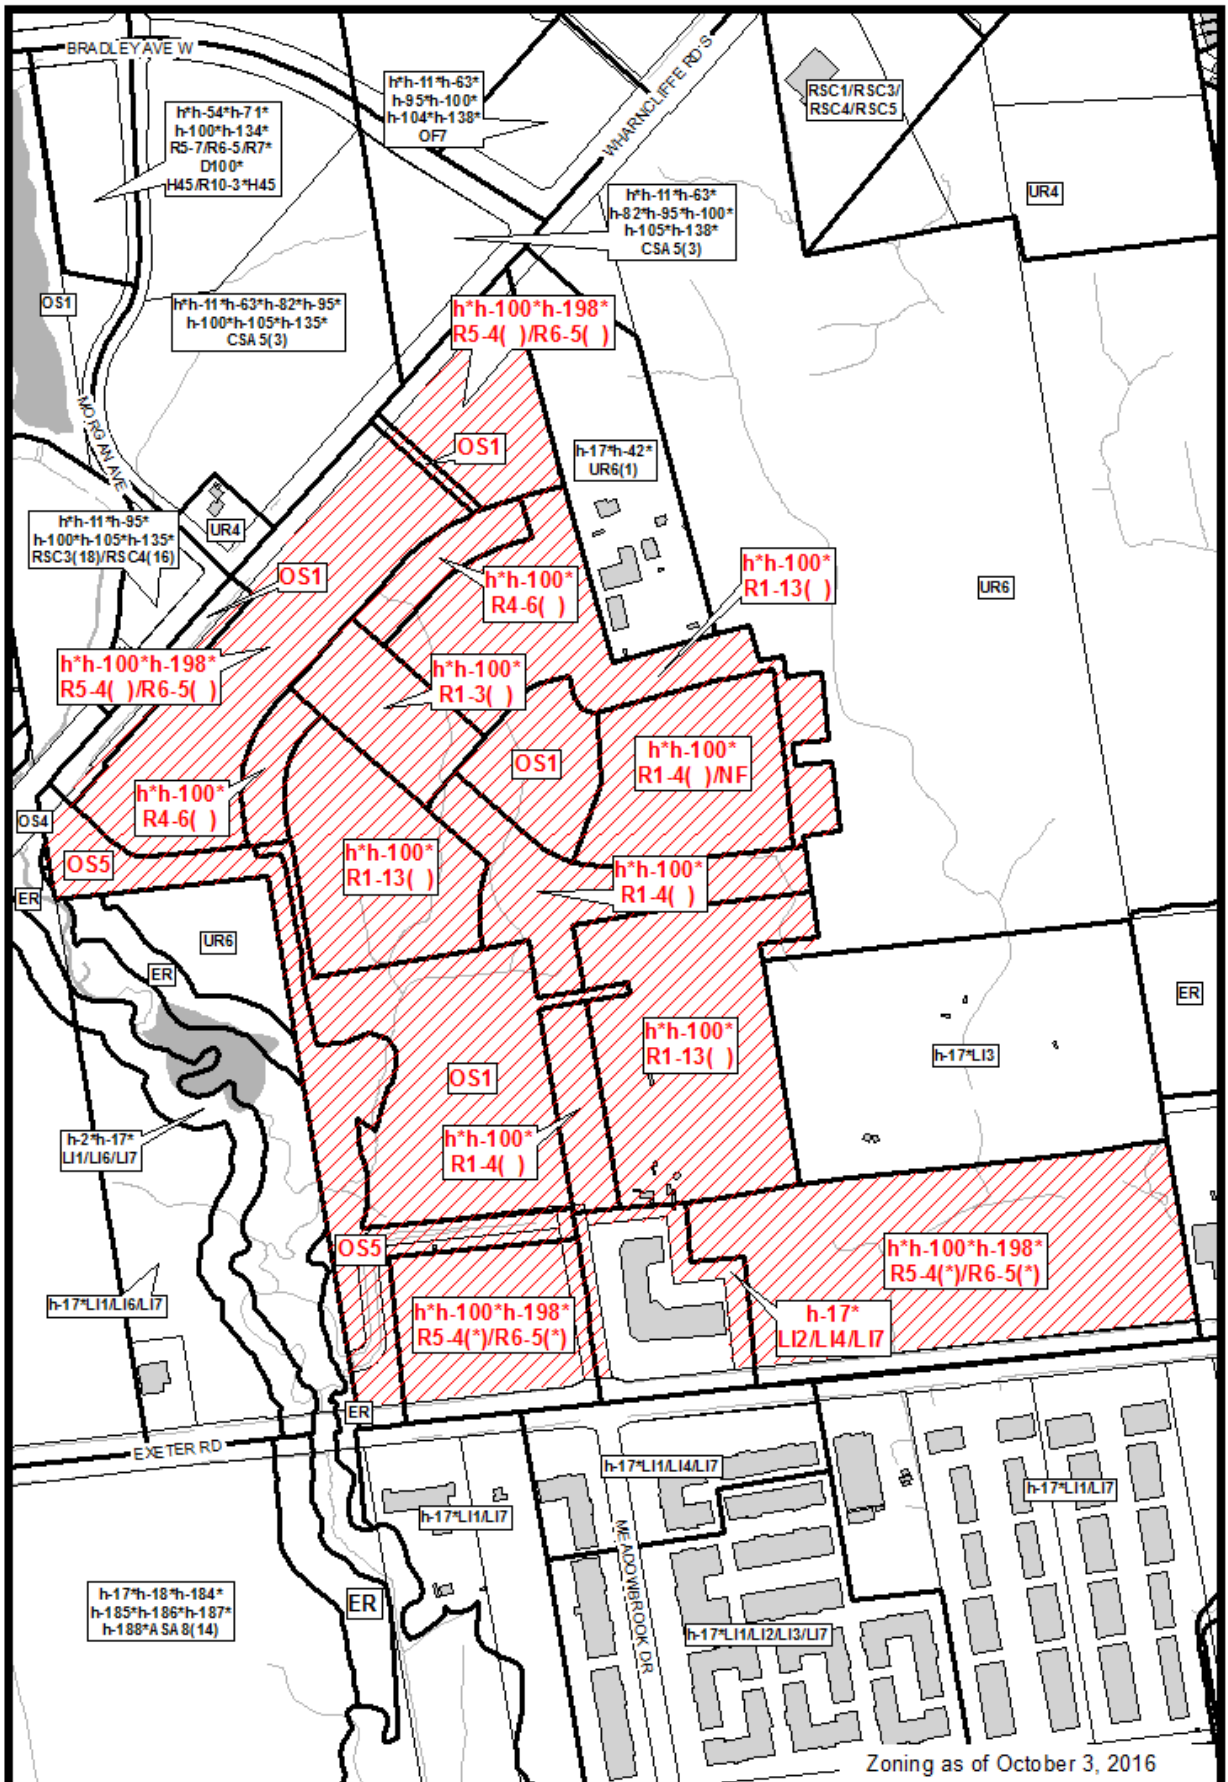 BRADLEY AVE W
WHARNCLIFFE RD S
h*h-11*h-63*
h-95*h-100*
h-104*h-138*
OF7
RSC1/RSC3/
RSC4/RSC5
h*h-54*h-71*
h-100*h-134*
R5-7/R6-5/R7*
D100*
H45/R10-3*H45
UR4
h*h-11*h-63*
h-82*h-95*h-100*
h-105*h-138*
CSA5(3)
OS1
h*h-11*h-63*h-82*h-95*
h-100*h-105*h-135*
CSA5(3)
h*h-100*h-198*
R5-4( )/R6-5( )
MORGAN AVE
OS1
h-17*h-42*
UR6(1)
h*h-11*h-95*
h-100*h-105*h-135*
RSC3(18)/RSC4(16)
UR4
OS1
h*h-100*
R4-6( )
h*h-100*
R1-13( )
UR6
h*h-100*h-198*
R5-4( )/R6-5( )
h*h-100*
R1-3( )
OS1
h*h-100*
R1-4( )/NF
h*h-100*
R4-6( )
OS4
OS5
h*h-100*
R1-13( )
h*h-100*
R1-4( )
ER
UR6
ER
ER
h*h-100*
R1-13( )
h-17*LI3
OS1
h-2*h-17*
LI1/LI6/LI7
h*h-100*
R1-4( )
OS5
h*h-100*h-198*
R5-4(*)/R6-5(*)
h-17*LI1/LI6/LI7
h*h-100*h-198*
R5-4(*)/R6-5(*)
h-17*
LI2/LI4/LI7
ER
EXETER RD
h-17*LI1/LI4/LI7
h-17*LI1/LI7
h-17*LI1/LI7
MEADOWBROOK DR
h-17*h-18*h-184*
h-185*h-186*h-187*
h-188*ASA8(14)
ER
h-17*LI1/LI2/LI3/LI7
Zoning as of October 3, 2016